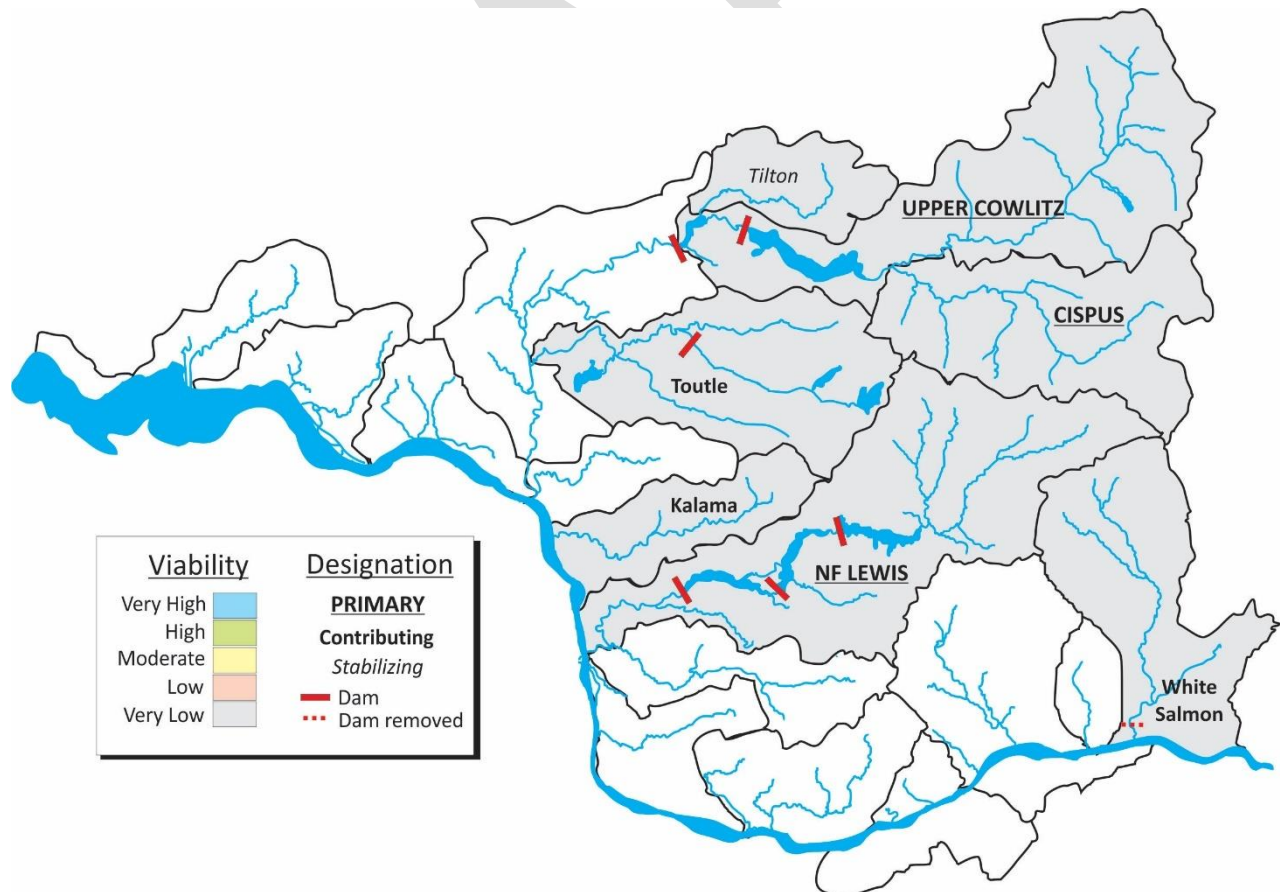 Tilton
UPPER COWLITZ
CISPUS
Toutle
Kalama
NF LEWIS
White
Salmon
Viability
Very High
High
Moderate
Low
Very Low
Designation
PRIMARY
Contributing
Stabilizing
Dam
Dam removed